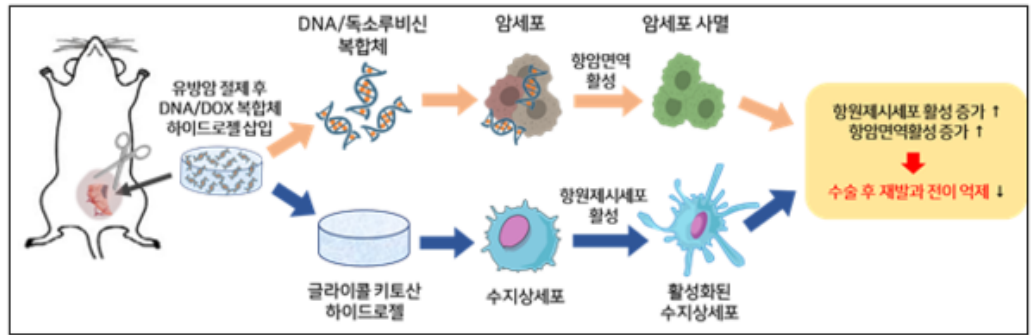 유방암 절제 후
DNA/DOX 복합체
하이드로젤 삽입
DNA/독소루비신
복합체
암세포
항암면역
활성
암세포 사멸
글라이콜 키토산
하이드로젤
수지상세포
항원제시세포
활성
활성화된
수지상세포
항원제시세포 활성 증가 ↑
항암면역활성 증가 ↑
수술 후 재발과 전이 억제 ↓